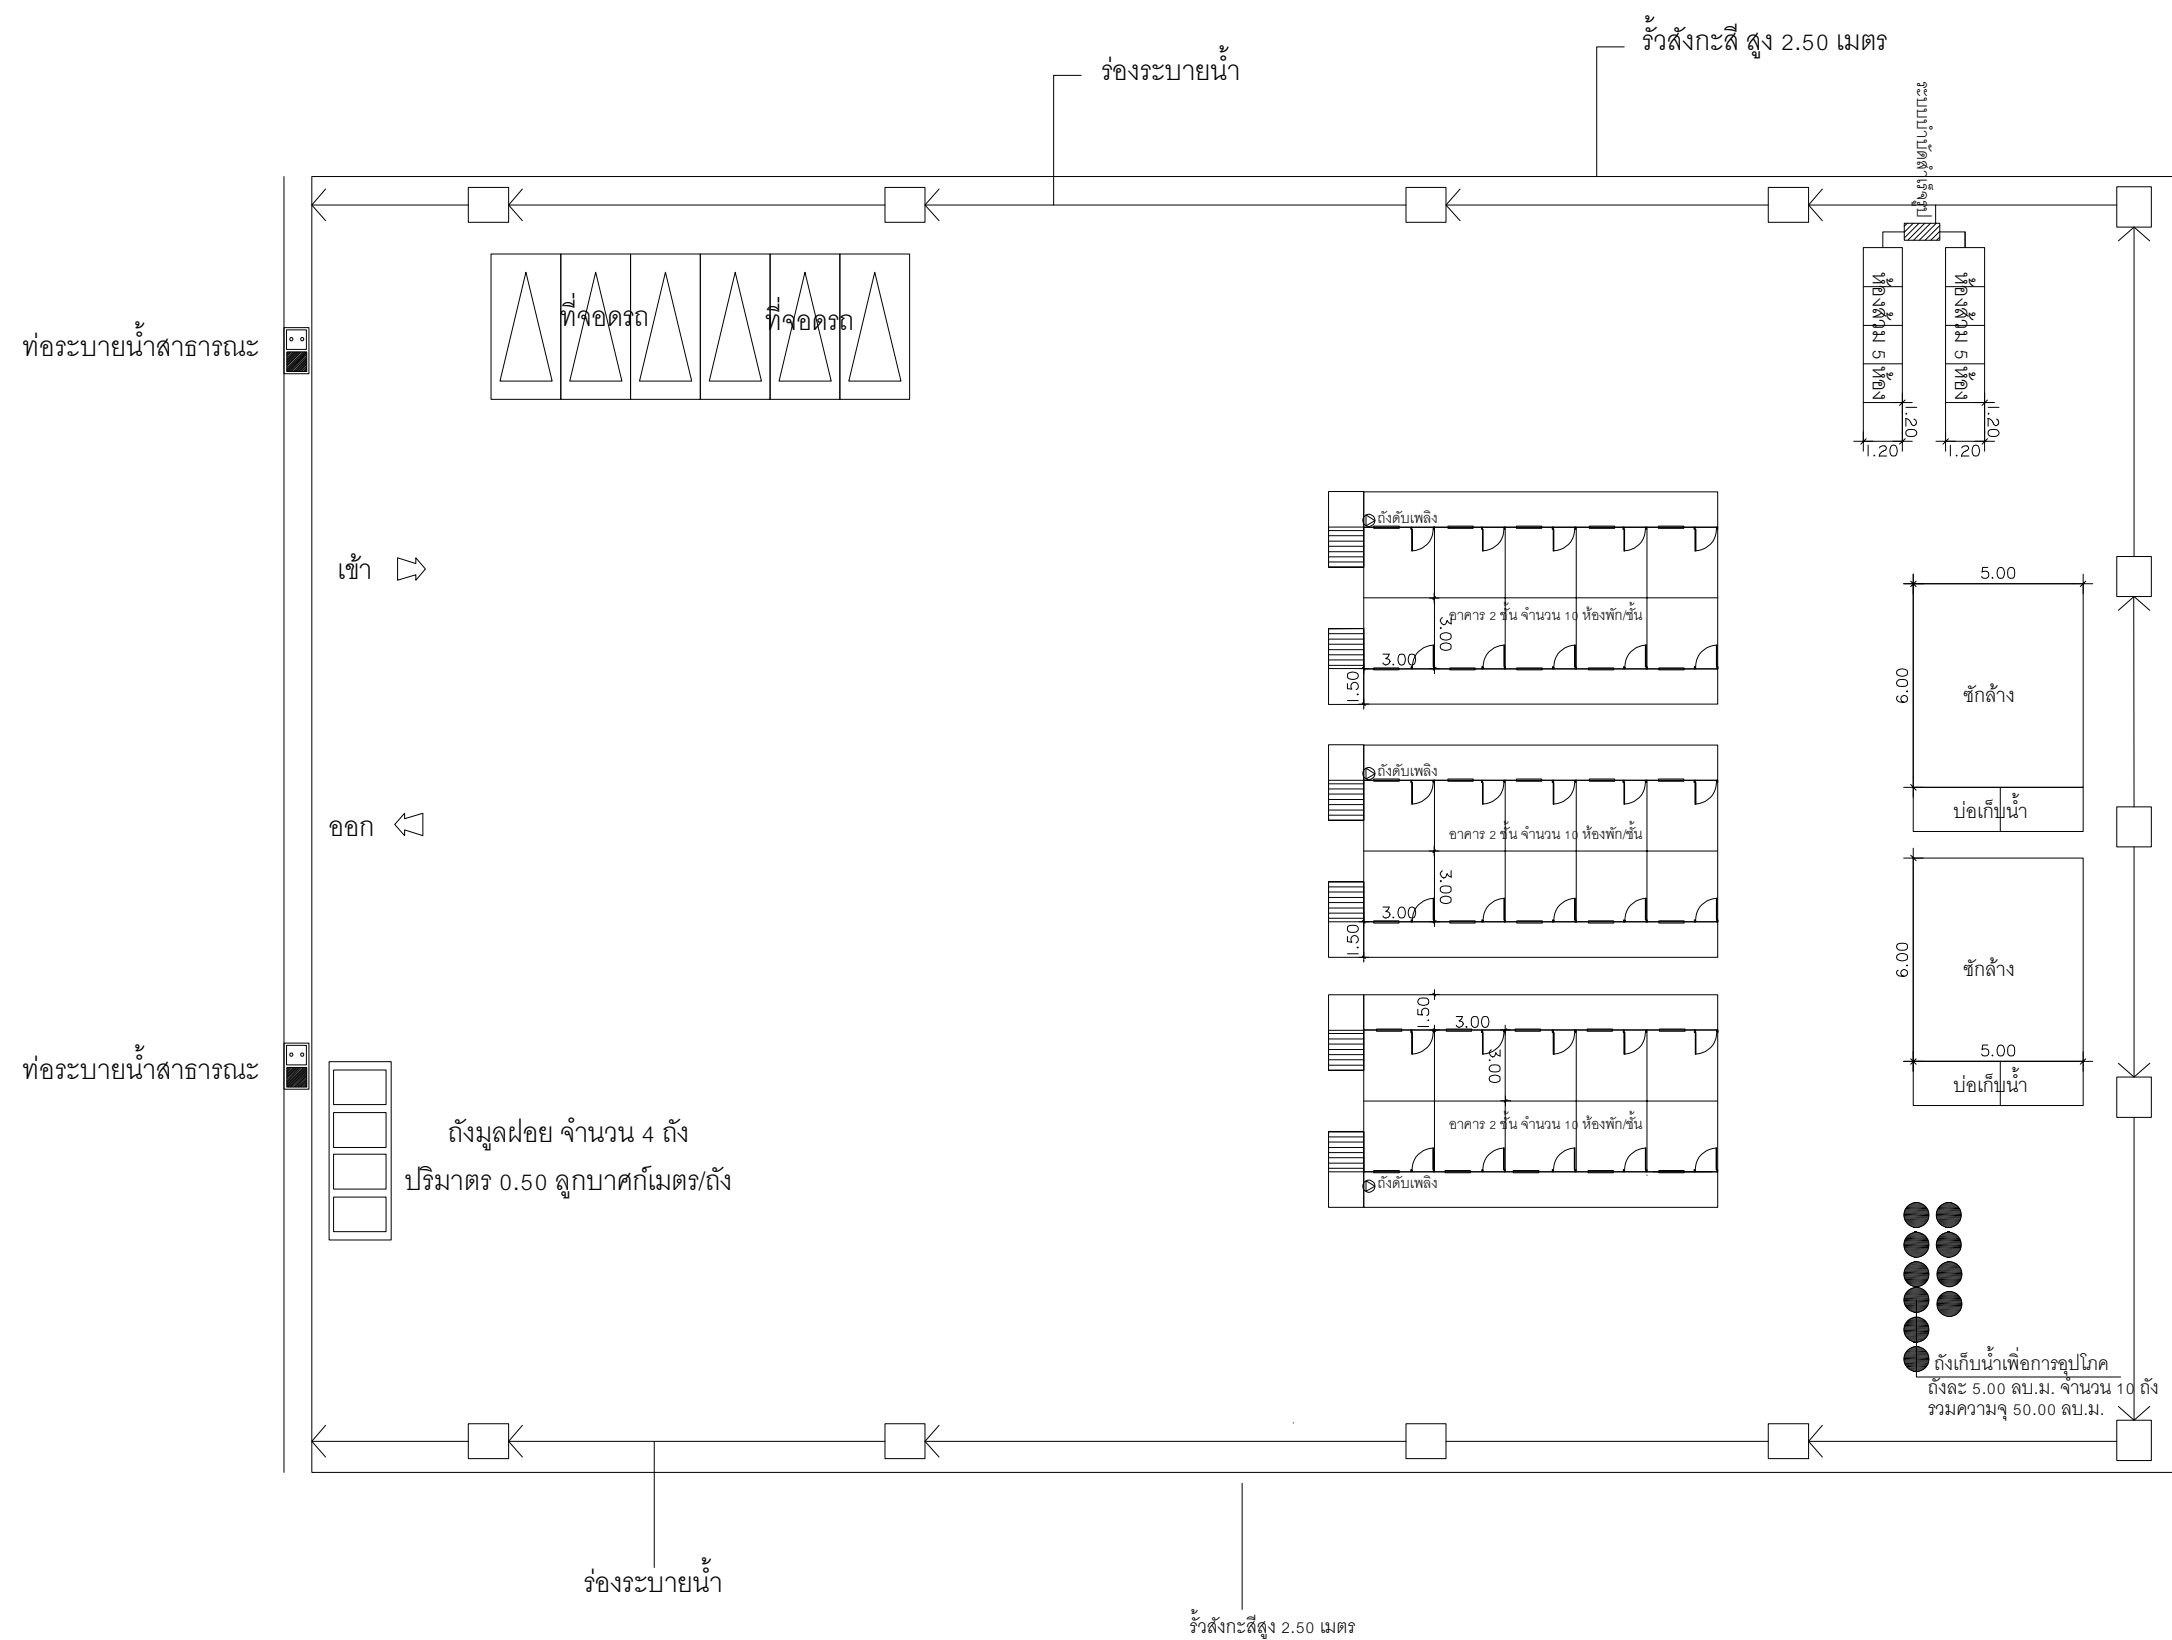 รั้วสังกะสี สูง 2.50 เมตร
ร่องระบายน้ำ
ระบบบำบัดสำเร็จรูป
ท่อระบายน้ำสาธารณะ
ที่จอดรถ
ที่จอดรถ
ห้องส้วม 5 ห้อง
ห้องส้วม 5 ห้อง
1.20
1.20
1.20
1.20
ถังดับเพลิง
เข้า
5.00
อาคาร 2 ชั้น จำนวน 10 ห้องพัก/ชั้น
3.00
3.00
1.50
6.00
ซักล้าง
ถังดับเพลิง
บ่อเก็บน้ำ
ออก
อาคาร 2 ชั้น จำนวน 10 ห้องพัก/ชั้น
3.00
3.00
1.50
6.00
ซักล้าง
1.50
3.00
3.00
5.00
ท่อระบายน้ำสาธารณะ
บ่อเก็บน้ำ
อาคาร 2 ชั้น จำนวน 10 ห้องพัก/ชั้น
ถังมูลฝอย จำนวน 4 ถัง
ปริมาตร 0.50 ลูกบาศก์เมตร/ถัง
ถังดับเพลิง
ถังเก็บน้ำเพื่อการอุปโภค
ถังละ 5.00 ลบ.ม. จำนวน 10 ถัง
รวมความจุ 50.00 ลบ.ม.
ร่องระบายน้ำ
รั้วสังกะสีสูง 2.50 เมตร